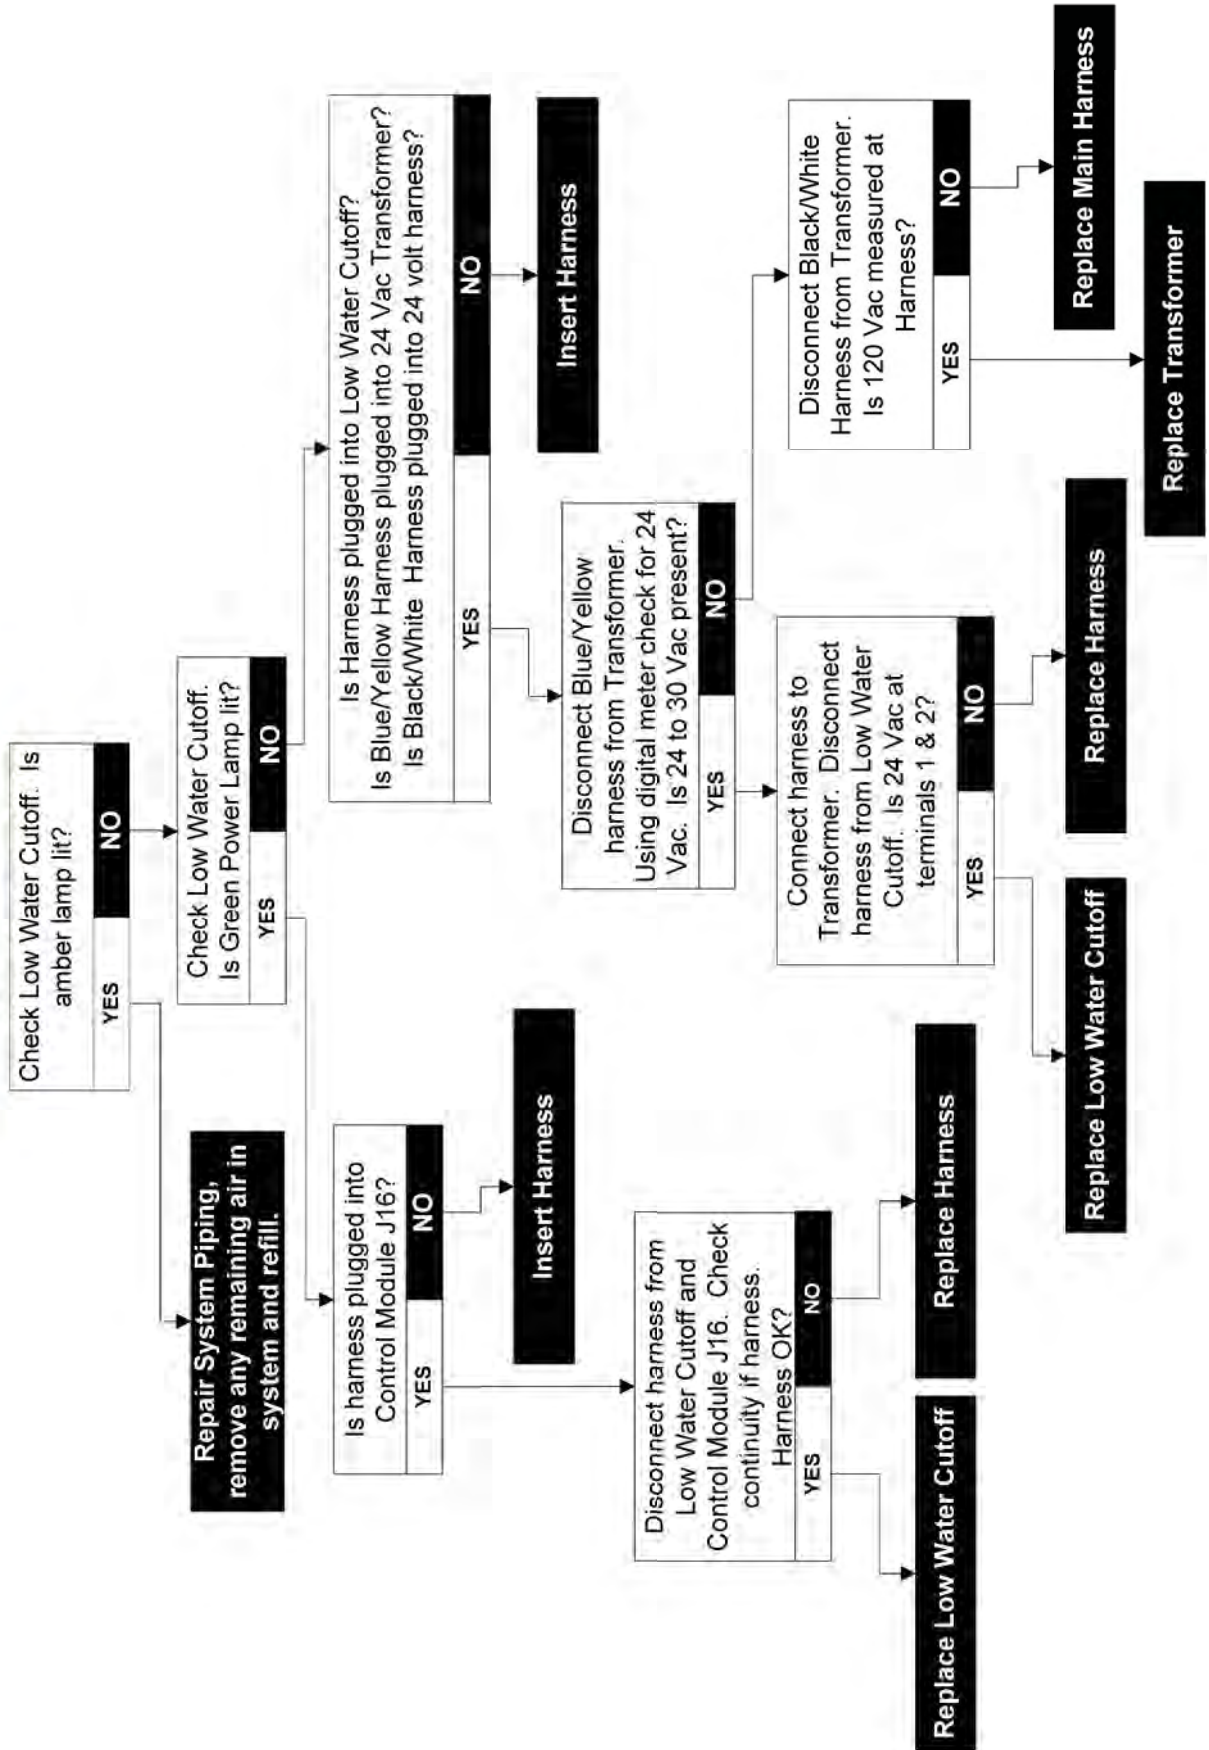 Check Low Water Cutoff.  Is
amber lamp lit?
YES
NO
Repair System Piping,
remove any remaining air in
system and refill.
Check Low Water Cutoff.
Is Green Power Lamp lit?
YES
NO
Is harness plugged into
Control Module J16?
YES
NO
Insert Harness
Disconnect harness from
Low Water Cutoff and
Control Module J16.  Check
continuity if harness.
Harness OK?
YES
NO
Replace Low Water Cutoff
Replace Harness
Is Harness plugged into Low Water Cutoff?
Is Blue/Yellow Harness plugged into 24 Vac Transformer?
Is Black/White  Harness plugged into 24 volt harness?
YES
NO
Insert Harness
Disconnect Blue/Yellow
harness from Transformer.
Using digital meter check for 24
Vac.  Is 24 to 30 Vac present?
YES
NO
Connect harness to
Transformer.  Disconnect
harness from Low Water
Cutoff.  Is 24 Vac at
terminals 1 & 2?
YES
NO
Replace Low Water Cutoff
Replace Harness
Disconnect Black/White
Harness from Transformer.
Is 120 Vac measured at
Harness?
YES
NO
Replace Transformer
Replace Main Harness